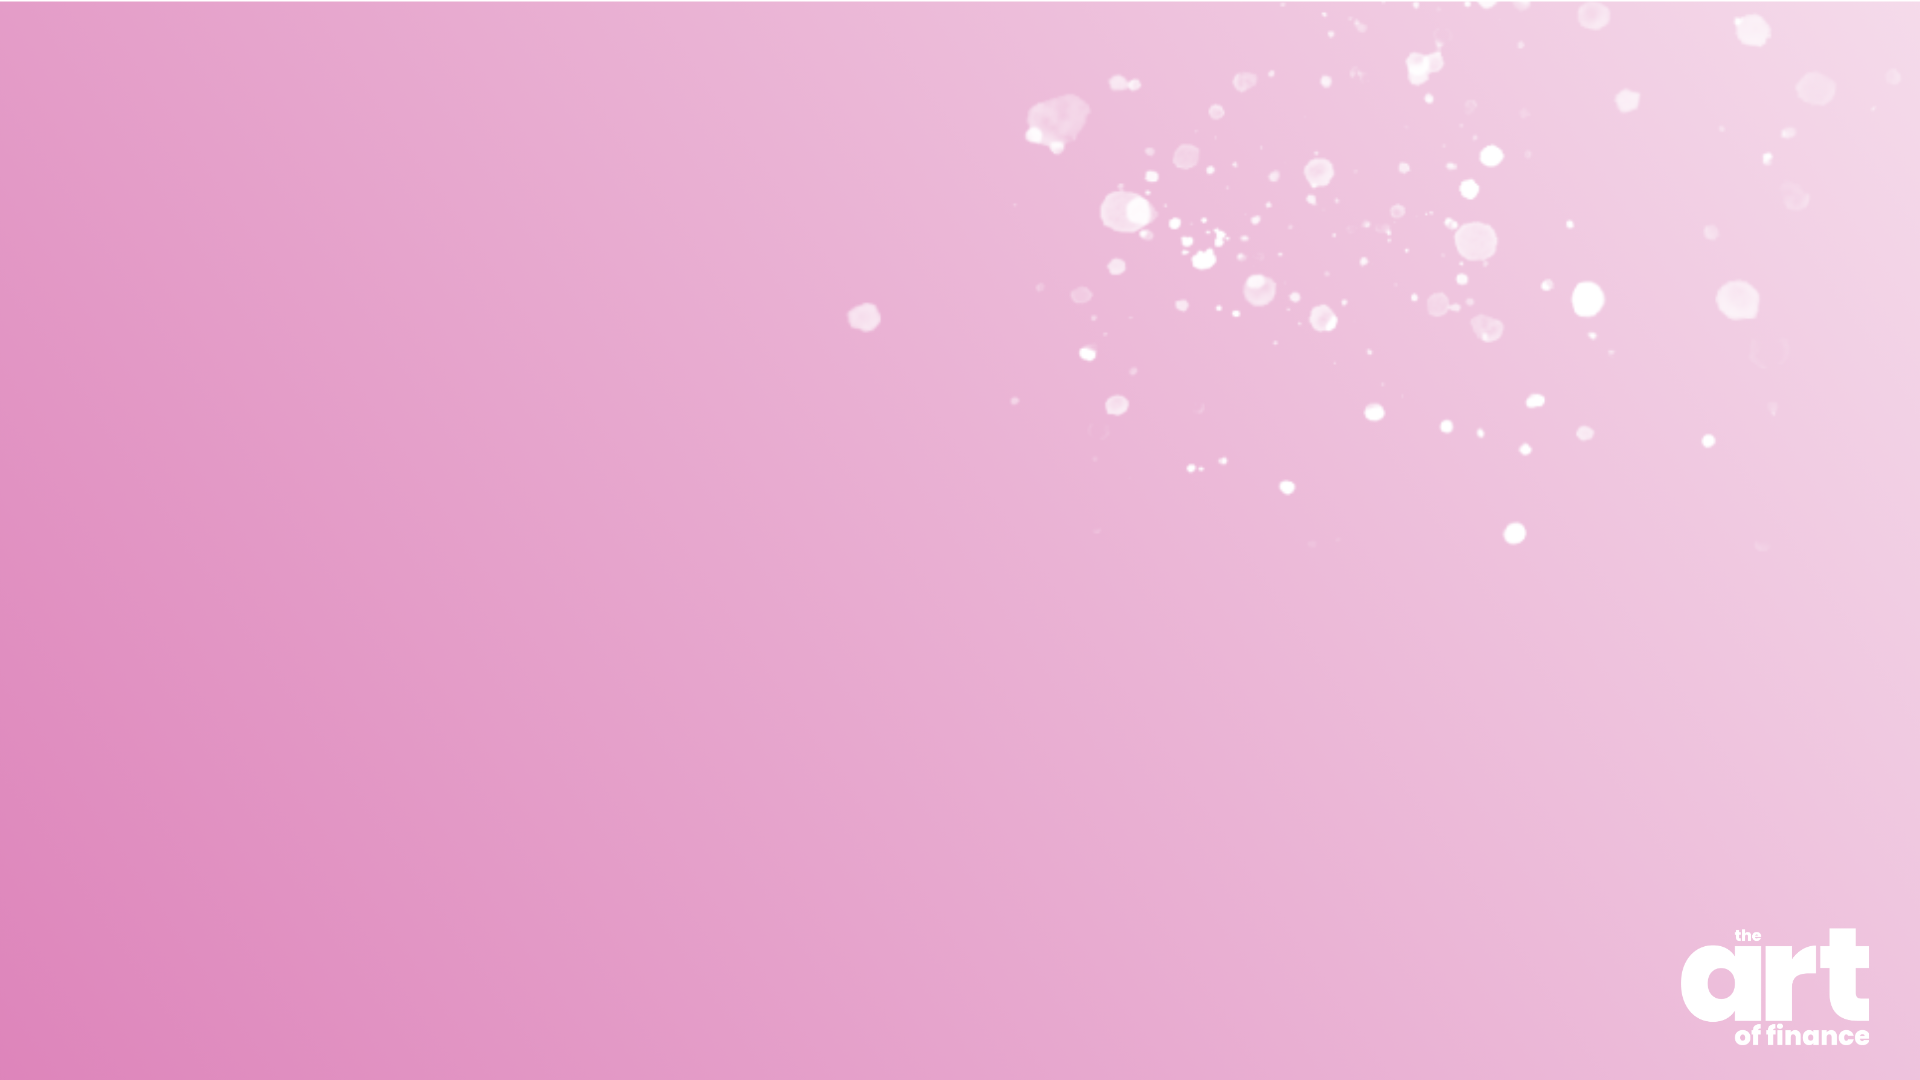 the
art
of finance